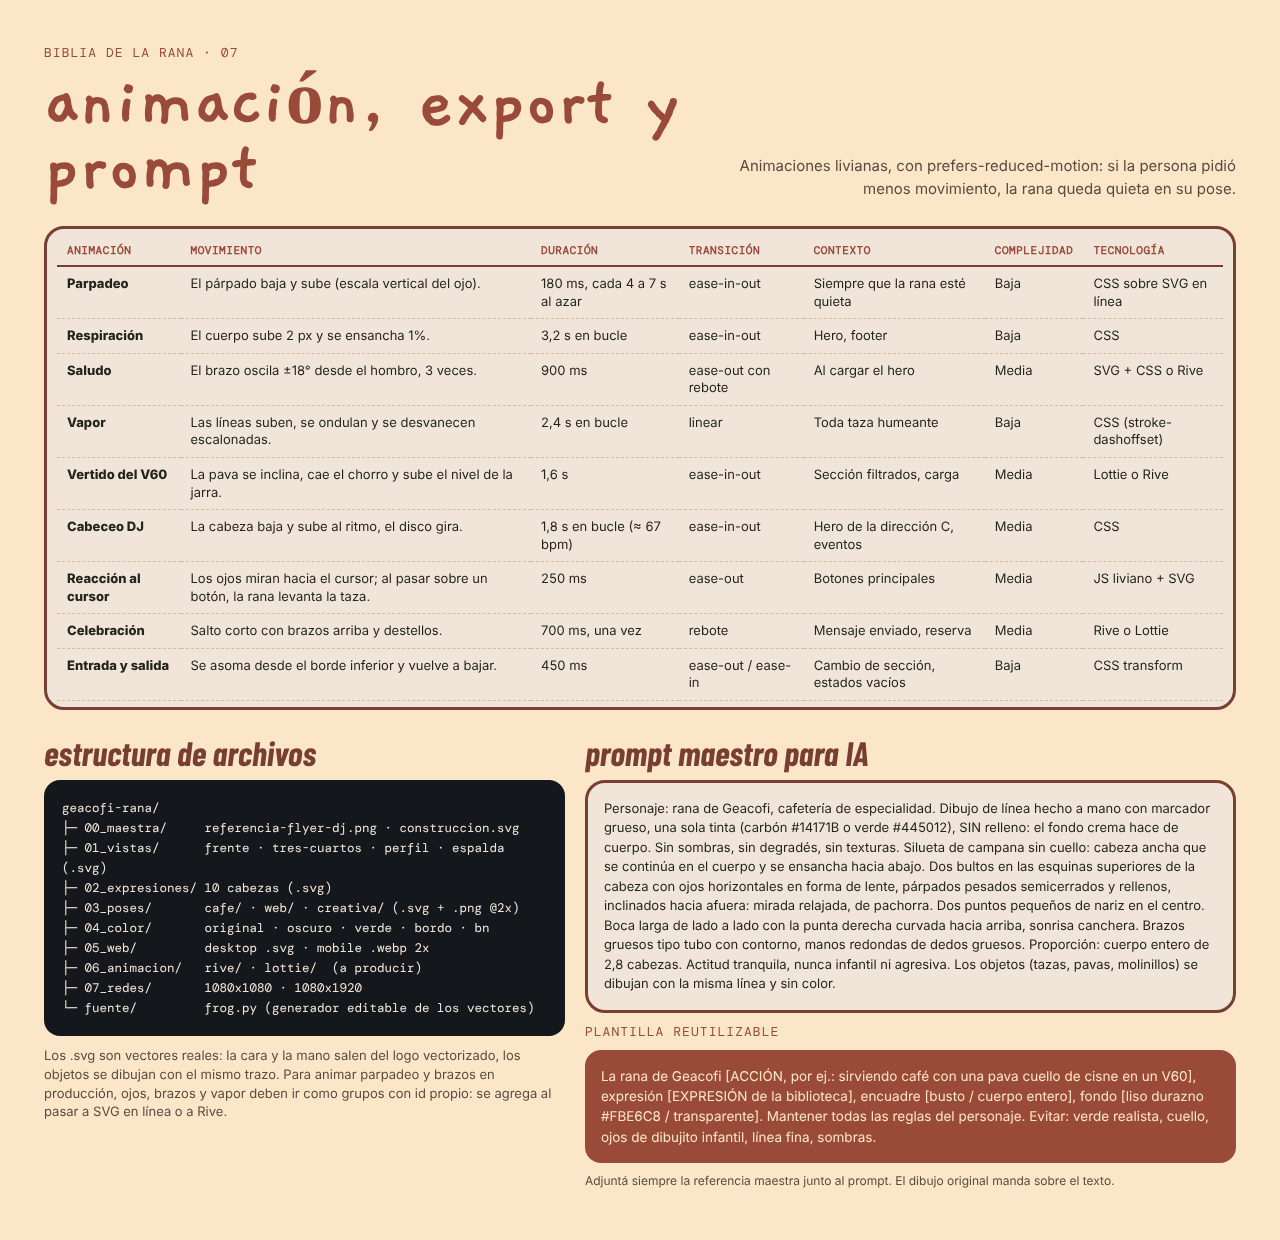 BIBLIA DE LA RANA · 07
animación, export y
prompt
Animaciones livianas, con prefers-reduced-motion: si la persona pidió
menos movimiento, la rana queda quieta en su pose.
ANIMACIÓN MOVIMIENTO DURACIÓN TRANSICIÓN CONTEXTO COMPLEJIDAD TECNOLOGÍA
Parpadeo El párpado baja y sube (escala vertical del ojo). 180 ms, cada 4 a 7 s ease-in-out Siempre que la rana esté Baja CSS sobre SVG en
al azar quieta línea
Respiración El cuerpo sube 2 px y se ensancha 1%. 3,2 s en bucle ease-in-out Hero, footer Baja CSS
Saludo El brazo oscila ±18° desde el hombro, 3 veces. 900 ms ease-out con Al cargar el hero Media SVG + CSS o Rive
rebote
Vapor Las líneas suben, se ondulan y se desvanecen 2,4 s en bucle linear Toda taza humeante Baja CSS (stroke-
escalonadas. dashoffset)
Vertido del V60 La pava se inclina, cae el chorro y sube el nivel de la 1,6 s ease-in-out Sección filtrados, carga Media Lottie o Rive
jarra.
Cabeceo DJ La cabeza baja y sube al ritmo, el disco gira. 1,8 s en bucle (≈ 67 ease-in-out Hero de la dirección C, Media CSS
bpm) eventos
Reacción al Los ojos miran hacia el cursor; al pasar sobre un 250 ms ease-out Botones principales Media JS liviano + SVG
cursor botón, la rana levanta la taza.
Celebración Salto corto con brazos arriba y destellos. 700 ms, una vez rebote Mensaje enviado, reserva Media Rive o Lottie
Entrada y salida Se asoma desde el borde inferior y vuelve a bajar. 450 ms ease-out / ease- Cambio de sección, Baja CSS transform
in estados vacíos
estructura de archivos
geacofi-rana/
├─ 00_maestra/ referencia-flyer-dj.png · construccion.svg
├─ 01_vistas/ frente · tres-cuartos · perfil · espalda
(.svg)
├─ 02_expresiones/ 10 cabezas (.svg)
├─ 03_poses/ cafe/ · web/ · creativa/ (.svg + .png @2x)
├─ 04_color/ original · oscuro · verde · bordo · bn
├─ 05_web/ desktop .svg · mobile .webp 2x
├─ 06_animacion/ rive/ · lottie/ (a producir)
├─ 07_redes/ 1080x1080 · 1080x1920
└─ fuente/ frog.py (generador editable de los vectores)
Los .svg son vectores reales: la cara y la mano salen del logo vectorizado, los
objetos se dibujan con el mismo trazo. Para animar parpadeo y brazos en
producción, ojos, brazos y vapor deben ir como grupos con id propio: se agrega al
pasar a SVG en línea o a Rive.
prompt maestro para IA
Personaje: rana de Geacofi, cafetería de especialidad. Dibujo de línea hecho a mano con marcador
grueso, una sola tinta (carbón #14171B o verde #445012), SIN relleno: el fondo crema hace de
cuerpo. Sin sombras, sin degradés, sin texturas. Silueta de campana sin cuello: cabeza ancha que
se continúa en el cuerpo y se ensancha hacia abajo. Dos bultos en las esquinas superiores de la
cabeza con ojos horizontales en forma de lente, párpados pesados semicerrados y rellenos,
inclinados hacia afuera: mirada relajada, de pachorra. Dos puntos pequeños de nariz en el centro.
Boca larga de lado a lado con la punta derecha curvada hacia arriba, sonrisa canchera. Brazos
gruesos tipo tubo con contorno, manos redondas de dedos gruesos. Proporción: cuerpo entero de
2,8 cabezas. Actitud tranquila, nunca infantil ni agresiva. Los objetos (tazas, pavas, molinillos) se
dibujan con la misma línea y sin color.
PLANTILLA REUTILIZABLE
La rana de Geacofi [ACCIÓN, por ej.: sirviendo café con una pava cuello de cisne en un V60],
expresión [EXPRESIÓN de la biblioteca], encuadre [busto / cuerpo entero], fondo [liso durazno
#FBE6C8 / transparente]. Mantener todas las reglas del personaje. Evitar: verde realista, cuello,
ojos de dibujito infantil, línea fina, sombras.
Adjuntá siempre la referencia maestra junto al prompt. El dibujo original manda sobre el texto.